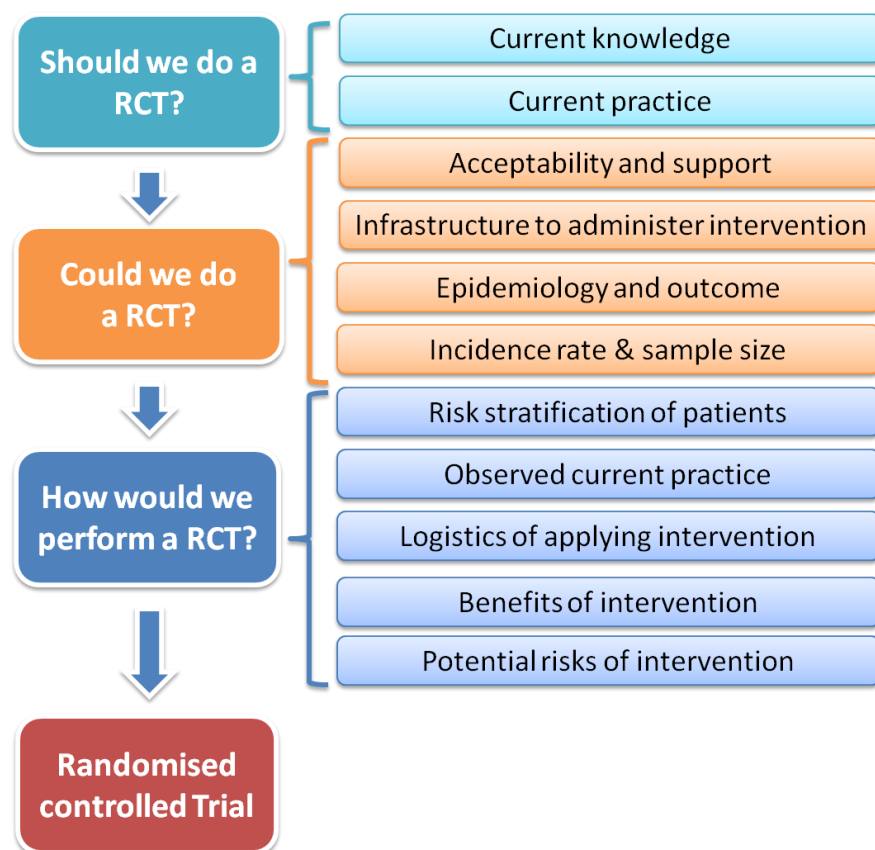 Should we do a
RCT?
Current knowledge
Current practice
Could we do
a RCT?
Acceptability and support
Infrastructure to administer intervention
Epidemiology and outcome
Incidence rate & sample size
How would we
perform a RCT?
Risk stratification of patients
Observed current practice
Logistics of applying intervention
Benefits of intervention
Potential risks of intervention
Randomised
controlled Trial